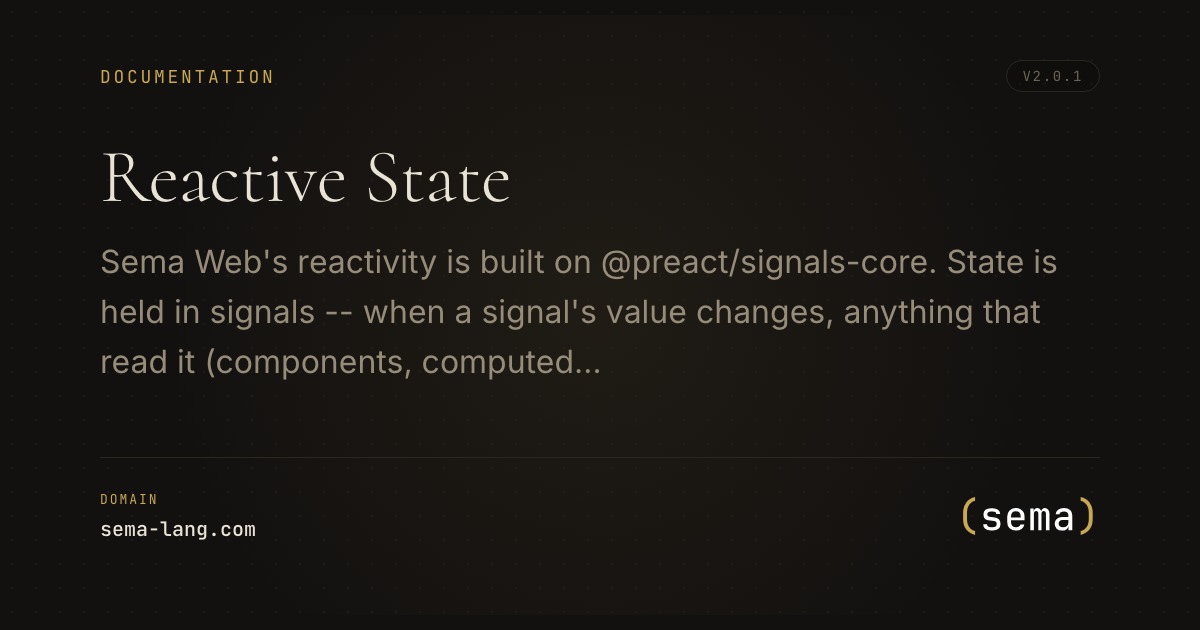 DOCUMENTATION
V2.0.1
Reactive State
Sema Web's reactivity is built on @preact/signals-core. State is
held in signals -- when a signal's value changes, anything that
read it (components, computed...
DOMAIN
sema-lang.com
(sema)